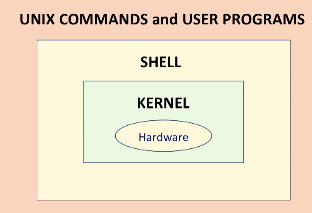 UNIX COMMANDS and USER PROGRAMS
SHELL
KERNEL
Hardware